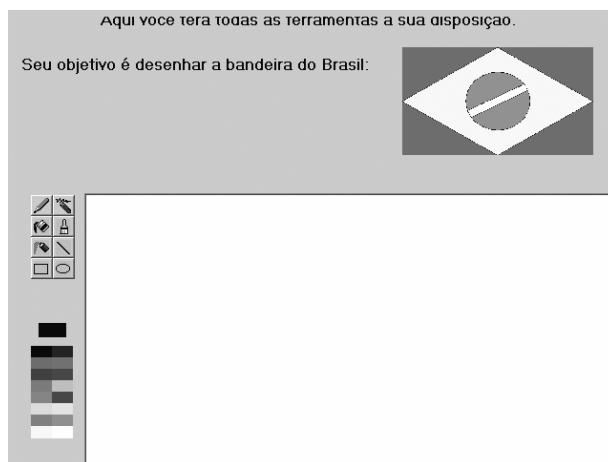 Aqui você terá todas as ferramentas a sua disposição.
Seu objetivo é desenhar a bandeira do Brasil: